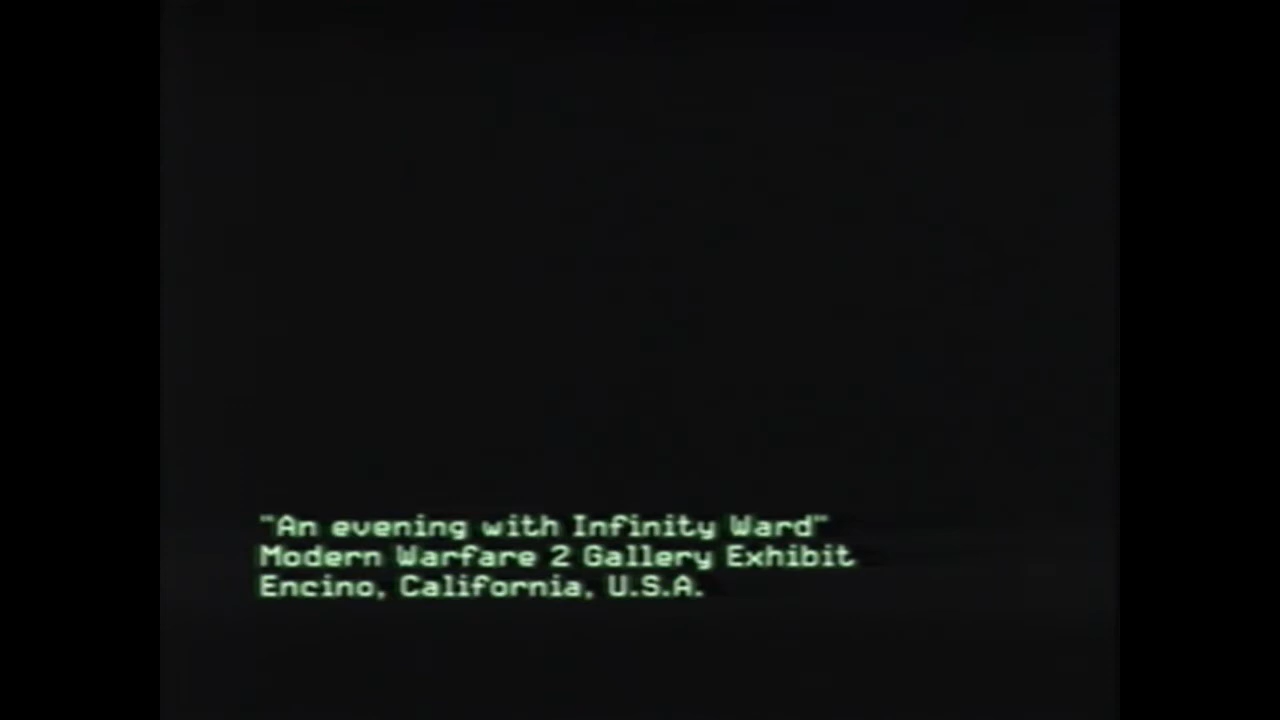 "An evening with Infinity Ward"
Modern Warfare 2 Gallery Exhibit
Encino, California, U.S.A.